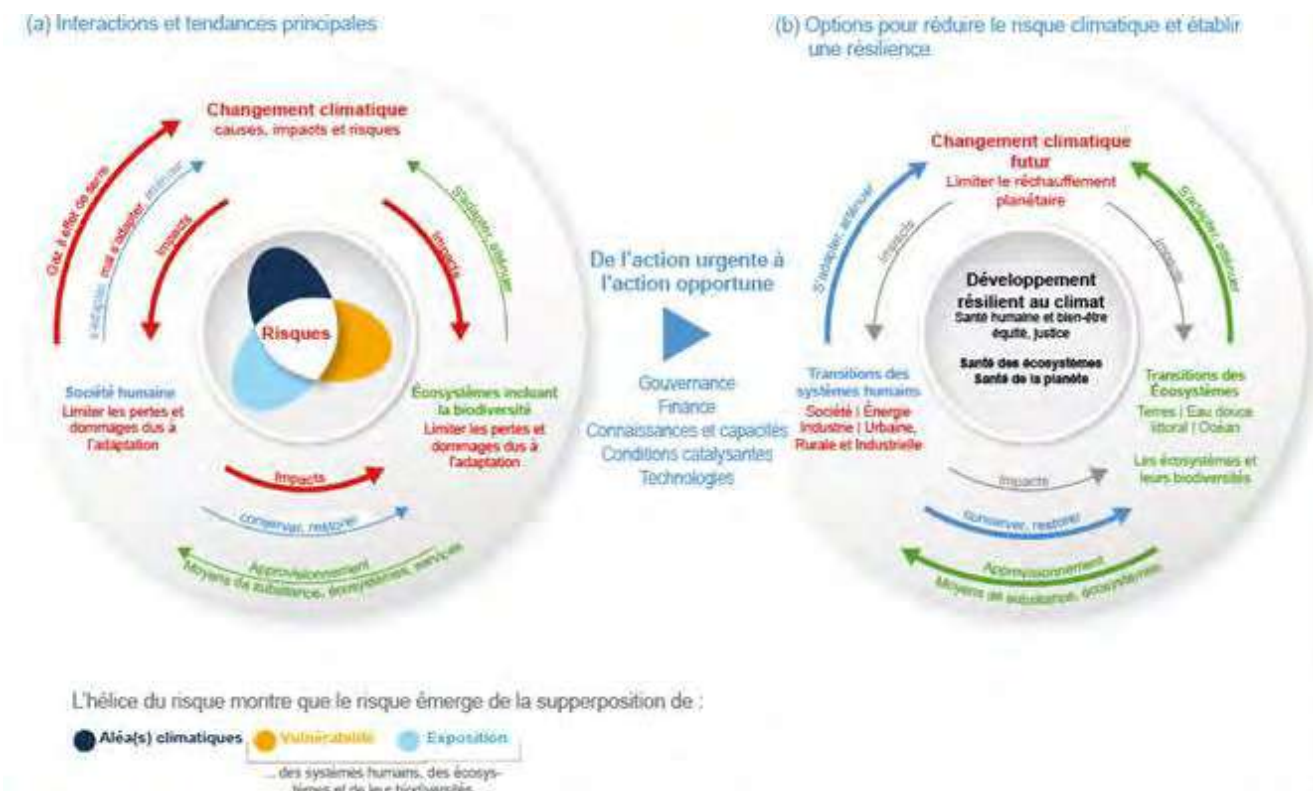 (a) Interactions et tendances principales
Changement climatique
causes, impacts et risques
Gaz à effet de serre
s'adapter, mal s'adapter, atténuer
Impacts
Impacts
S'adapter, atténuer
Risques
Société humaine
Limiter les pertes et
dommages dus à
l'adaptation
Écosystèmes incluant
la biodiversité
Limiter les pertes et
dommages dus à
l'adaptation
Impacts
conserver, restorer
Approvisionnement
Moyens de subsistance, écosystèmes, services
De l'action urgente à
l'action opportune
Gouvernance
Finance
Connaissances et capacités
Conditions catalysantes
Technologies
(b) Options pour réduire le risque climatique et établir
une résilience
Changement climatique
futur
Limiter le réchauffement
planétaire
S'adapter, atténuer
Impacts
Impacts
S'adapter, atténuer
Développement
résilient au climat
Santé humaine et bien-être
équité, justice
Santé des écosystèmes
Santé de la planète
Transitions des
systèmes humains
Société | Énergie
Industrie | Urbaine,
Rurale et Industrielle
Transitions des
Écosystèmes
Terres | Eau douce
littoral | Océan
Les écosystèmes et
leurs biodiversités
Impacts
conserver, restorer
Approvisionnement
Moyens de subsistance, écosystèmes
L'hélice du risque montre que le risque émerge de la supperposition de :
Aléa(s) climatiques Vulnérabilité Exposition
... des systèmes humains, des écosys-
tèmes et de leur biodiversités